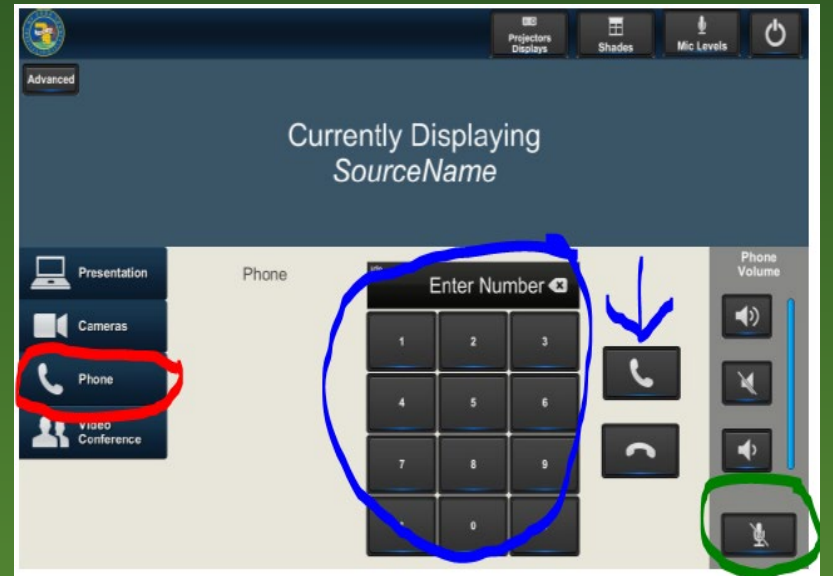 Projectors
Displays
Shades
Mic Levels
Advanced
Currently Displaying
SourceName
Presentation
Cameras
Phone
Video
Conference
Phone
Enter Number
1 2 3
4 5 6
7 8 9
0
Phone
Volume